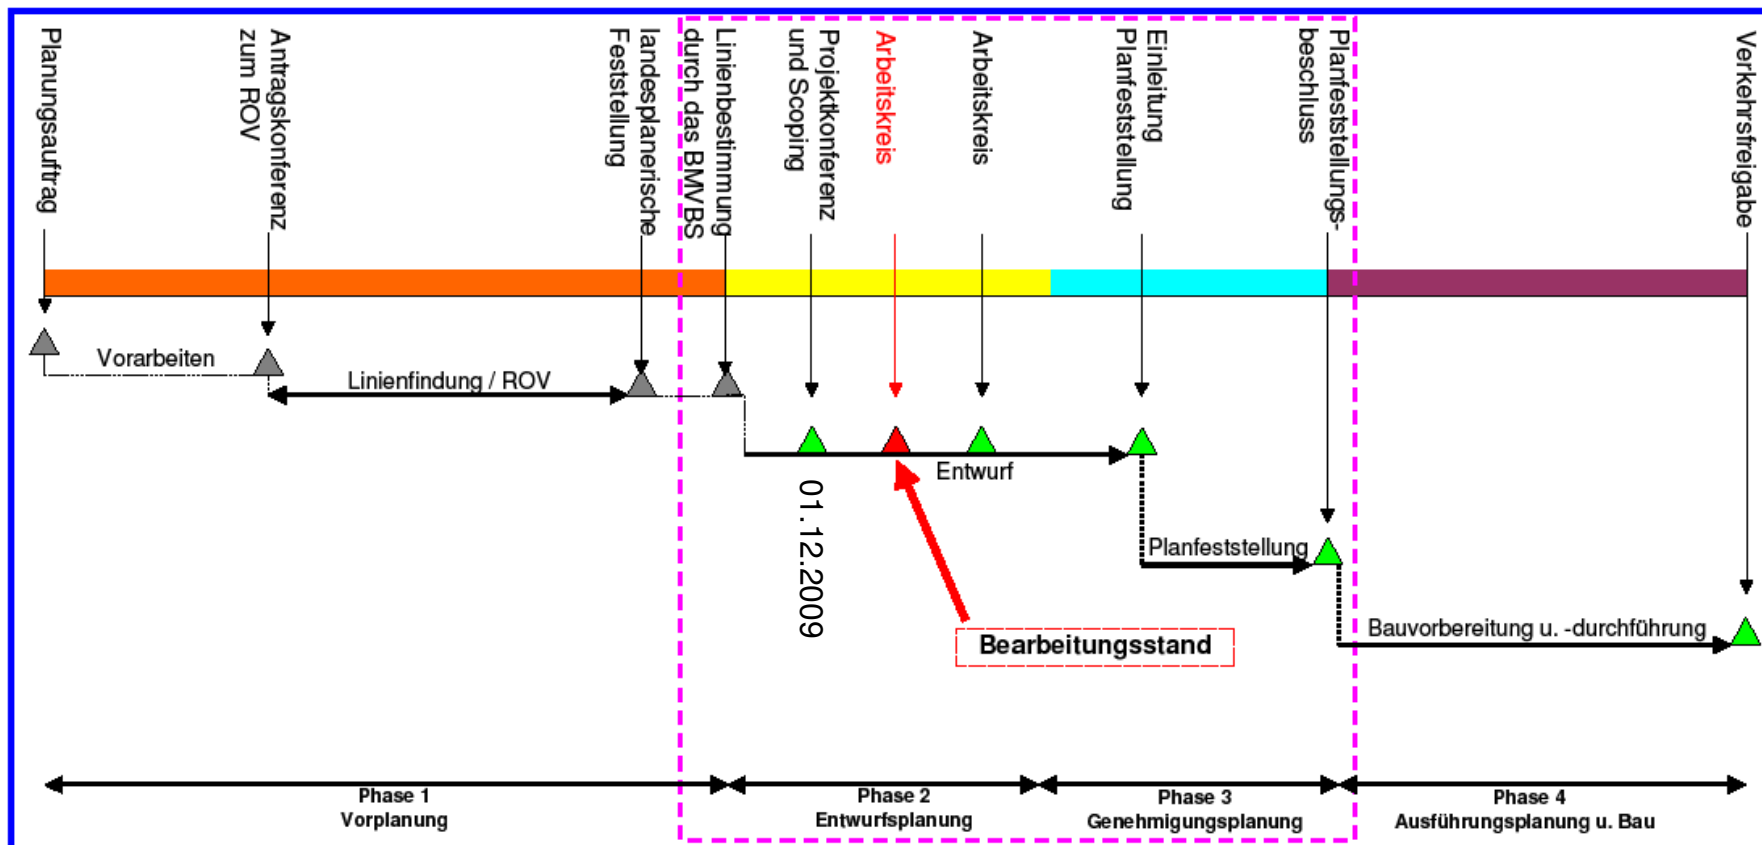 Planungsauftrag
Antragskonferenz
zum ROV
landesplanerische
Feststellung
Linienbestimmung
durch das BMVBS
Projektkonferenz
und Scoping
Arbeitskreis
Arbeitskreis
Einleitung
Planfeststellung
Planfeststellungs-
beschluss
Verkehrsfreigabe
Vorarbeiten
Linienfindung / ROV
Entwurf
01.12.2009
Planfeststellung
Bauvorbereitung u. -durchführung
Bearbeitungsstand
Phase 1
Vorplanung
Phase 2
Entwurfsplanung
Phase 3
Genehmigungsplanung
Phase 4
Ausführungsplanung u. Bau